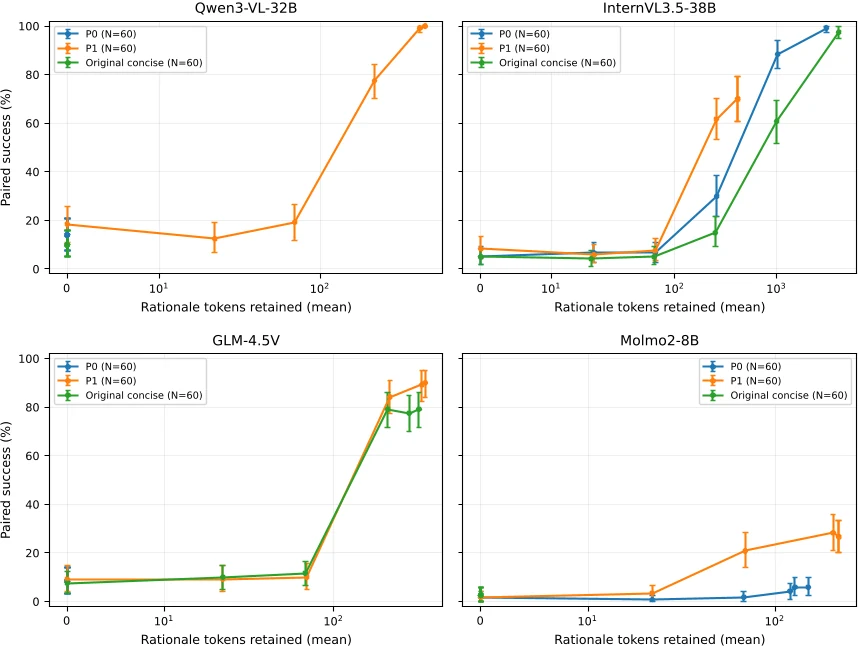 Qwen3-VL-32B
P0 (N=60)
P1 (N=60)
Original concise (N=60)
Paired success (%)
100
80
60
40
20
0
0
10¹
10²
Rationale tokens retained (mean)
InternVL3.5-38B
P0 (N=60)
P1 (N=60)
Original concise (N=60)
0
10¹
10²
10³
Rationale tokens retained (mean)
GLM-4.5V
P0 (N=60)
P1 (N=60)
Original concise (N=60)
Paired success (%)
100
80
60
40
20
0
0
10¹
10²
Rationale tokens retained (mean)
Molmo2-8B
P0 (N=60)
P1 (N=60)
Original concise (N=60)
0
10¹
10²
Rationale tokens retained (mean)